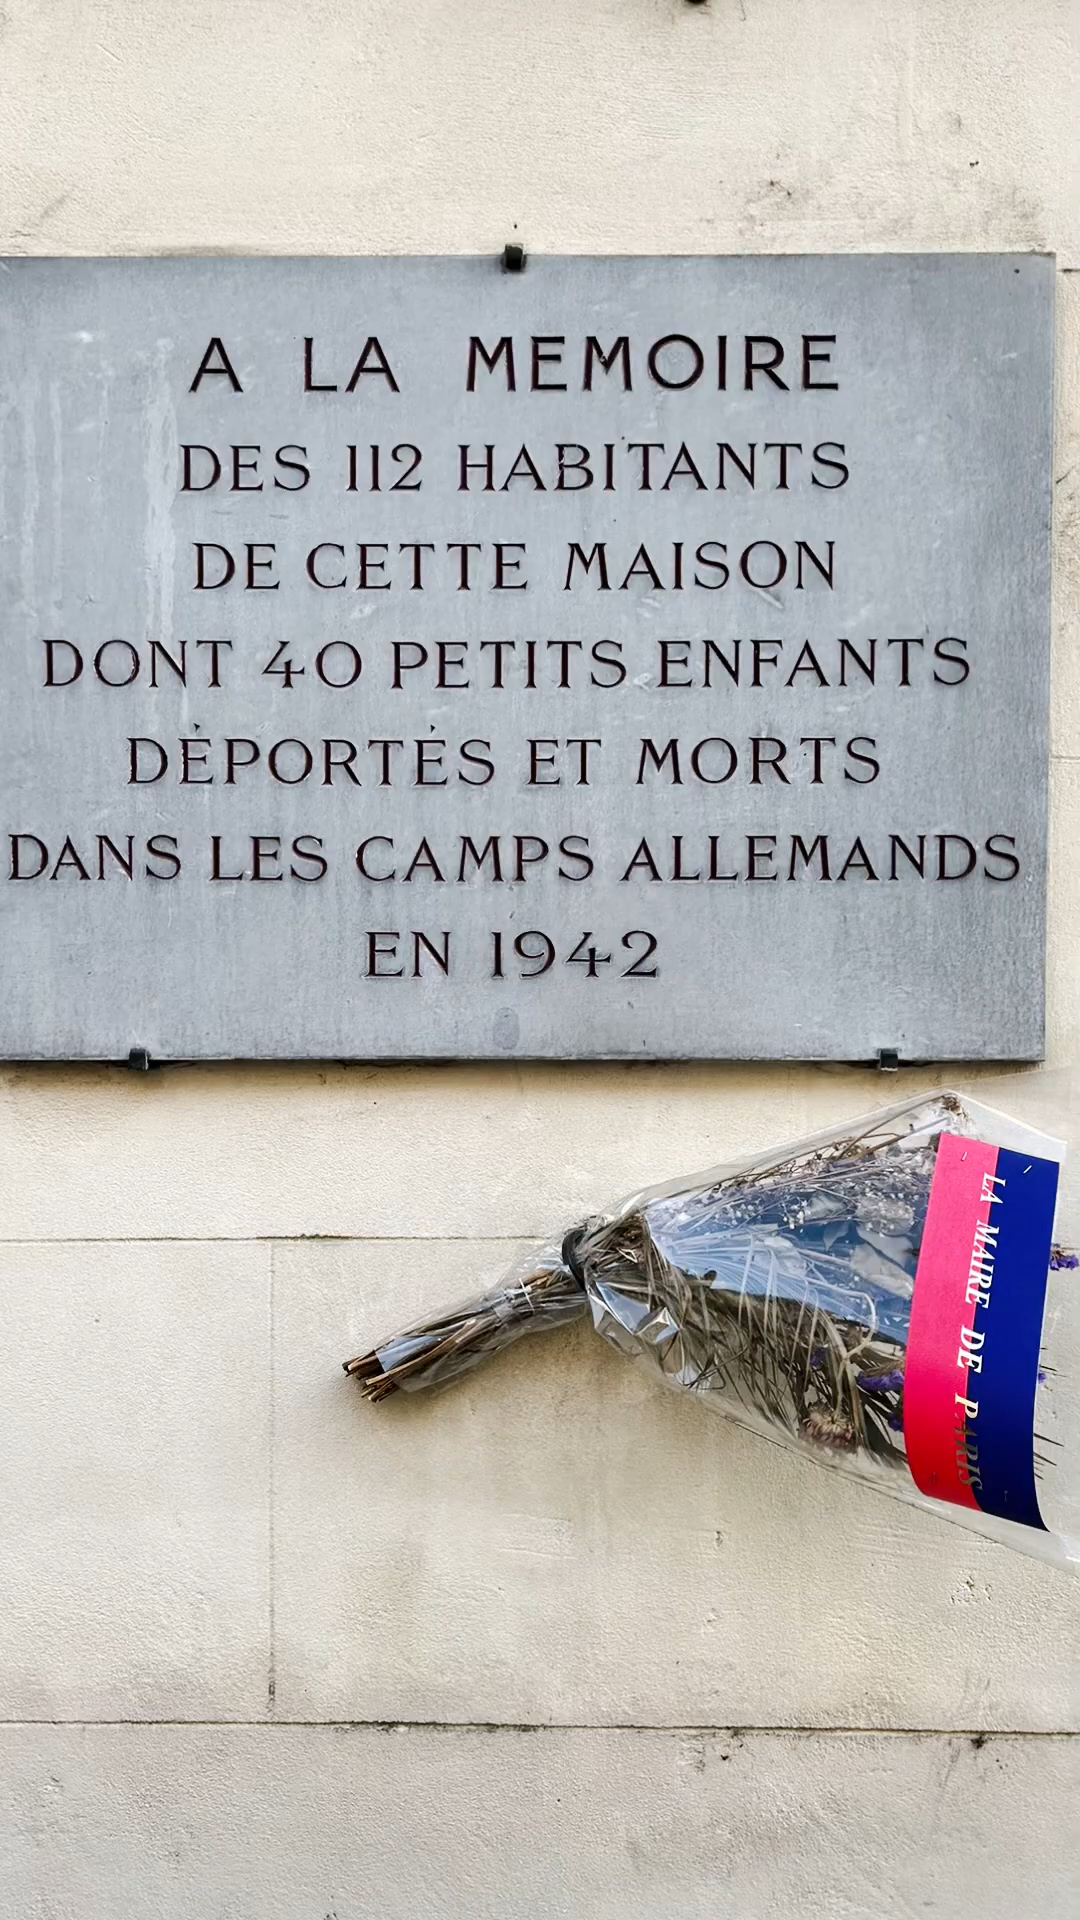 A LA MEMOIRE
DES 112 HABITANTS
DE CETTE MAISON
DONT 40 PETITS ENFANTS
DÉPORTÉS ET MORTS
DANS LES CAMPS ALLEMANDS
EN 1942
LA MAIRE DE PARIS